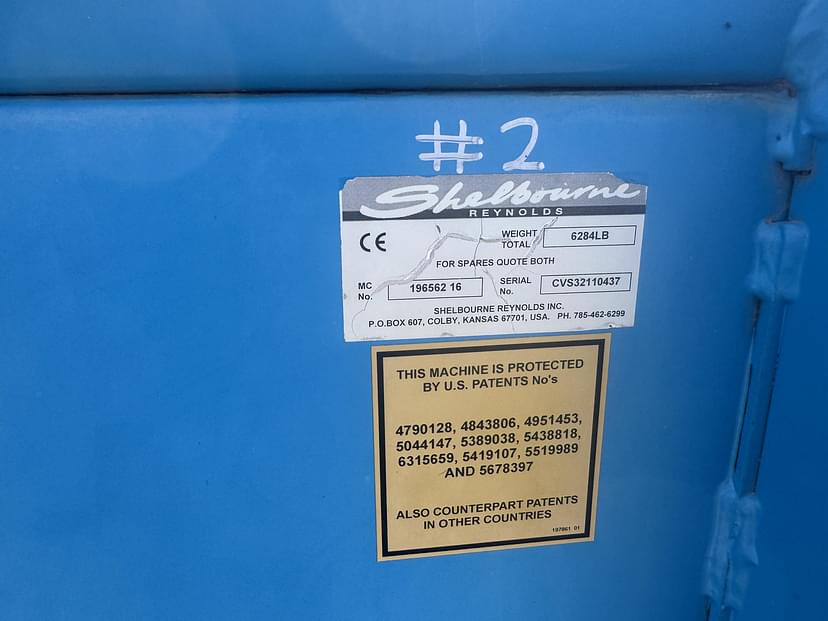 #2
Shelbourne
REYNOLDS
CE
WEIGHT TOTAL 6284LB
FOR SPARES QUOTE BOTH
MC No. 196562 16 SERIAL No. CVS32110437
SHELBOURNE REYNOLDS INC.
P.O.BOX 607, COLBY, KANSAS 67701, USA. PH. 785-462-6299
THIS MACHINE IS PROTECTED
BY U.S. PATENTS No's
4790128, 4843806, 4951453,
5044147, 5389038, 5438818,
6315659, 5419107, 5519989
AND 5678397
ALSO COUNTERPART PATENTS
IN OTHER COUNTRIES
107861 01